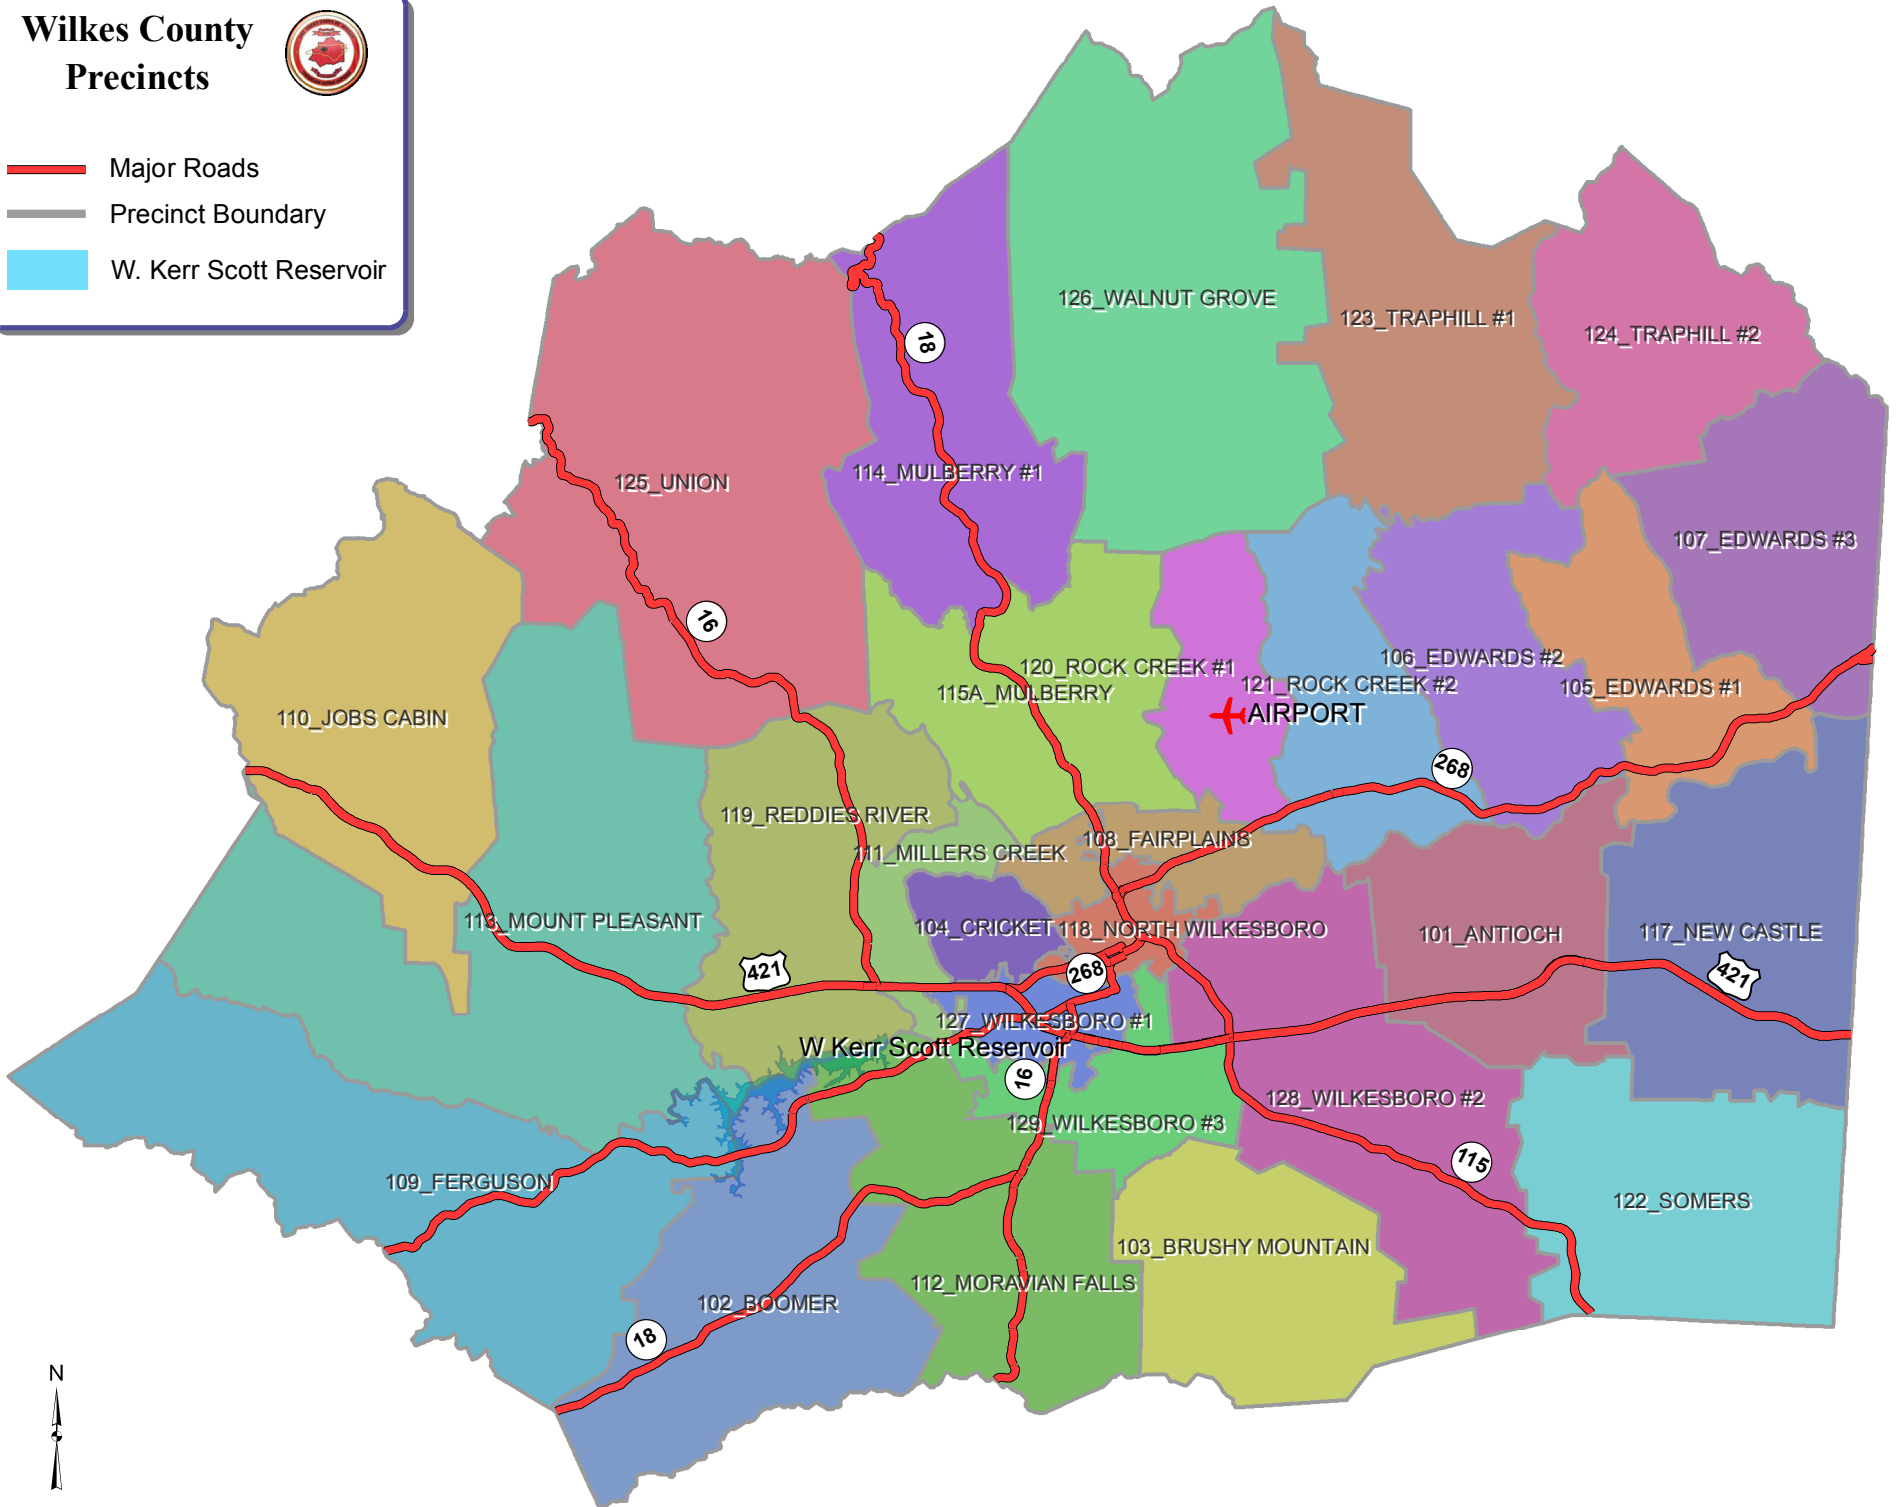 Wilkes County
Precincts
Major Roads
Precinct Boundary
W. Kerr Scott Reservoir
126_WALNUT GROVE
123_TRAPHILL #1
124_TRAPHILL #2
18
114_MULBERRY #1
125_UNION
107_EDWARDS #3
16
120_ROCK CREEK #1
106_EDWARDS #2
121_ROCK CREEK #2
105_EDWARDS #1
115A_MULBERRY
AIRPORT
110_JOBS CABIN
268
119_REDDIES RIVER
108_FAIRPLAINS
111_MILLERS CREEK
113_MOUNT PLEASANT
104_CRICKET
118_NORTH WILKESBORO
101_ANTIOCH
117_NEW CASTLE
421
268
421
127_WILKESBORO #1
W Kerr Scott Reservoir
16
128_WILKESBORO #2
129_WILKESBORO #3
115
109_FERGUSON
122_SOMERS
103_BRUSHY MOUNTAIN
112_MORAVIAN FALLS
102_BOOMER
18
N